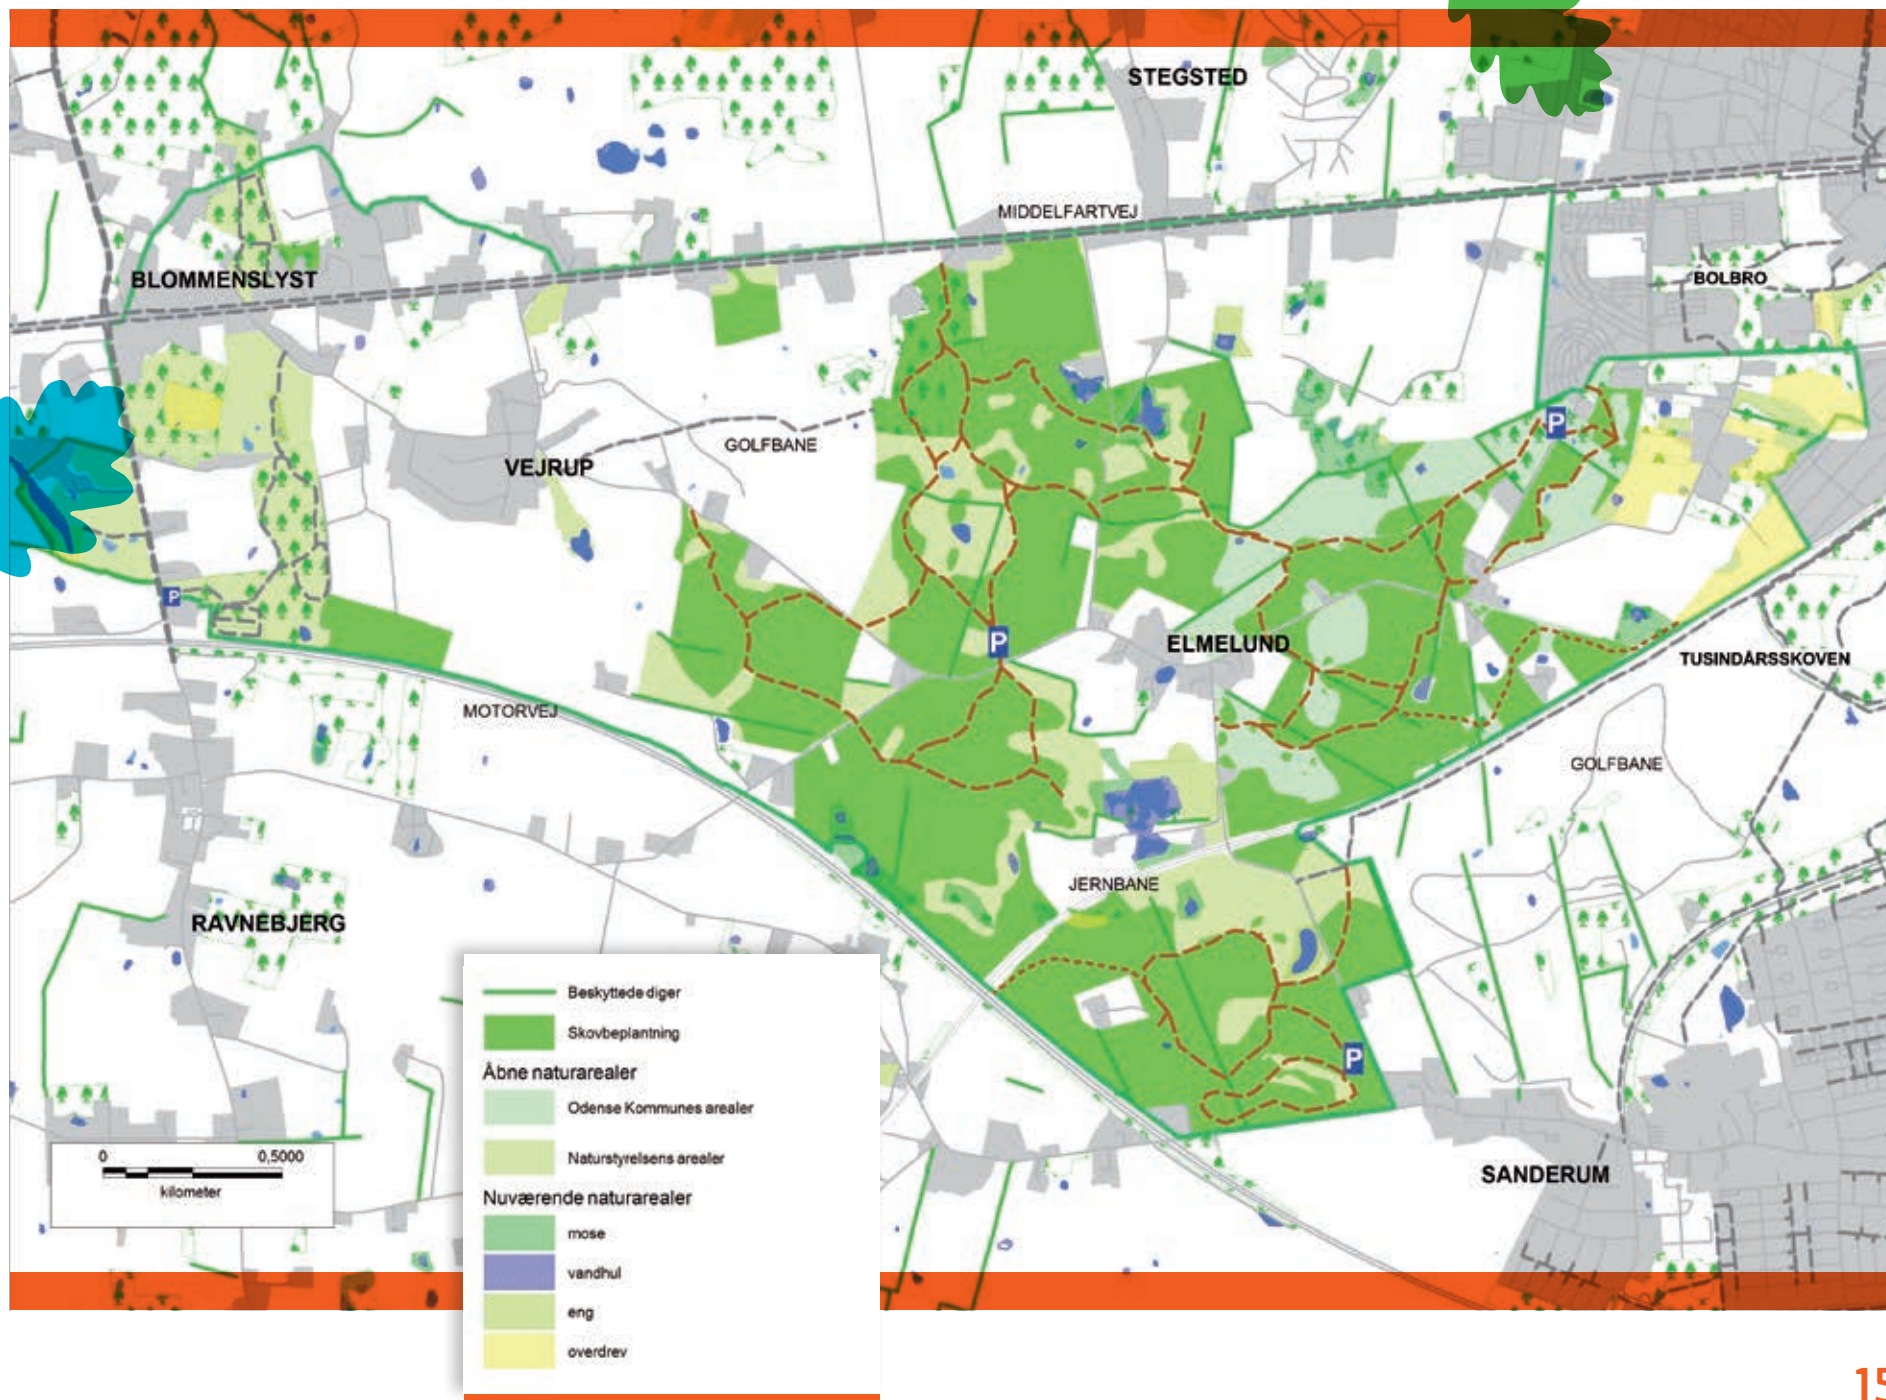 STEGSTED
MIDDELFARTVEJ
BLOMMENSLYST
BOLBRO
P
GOLFBANE
VEJRUP
P
P
ELMELUND
TUSINDÅRSSKOVEN
MOTORVEJ
GOLFBANE
JERNBANE
RAVNEBJERG
P
SANDERUM
Beskyttede diger
Skovbeplantning
Åbne naturarealer
Odense Kommunes arealer
Naturstyrelsens arealer
Nuværende naturarealer
mose
vandhul
eng
overdrev
0 0,5000
kilometer
15